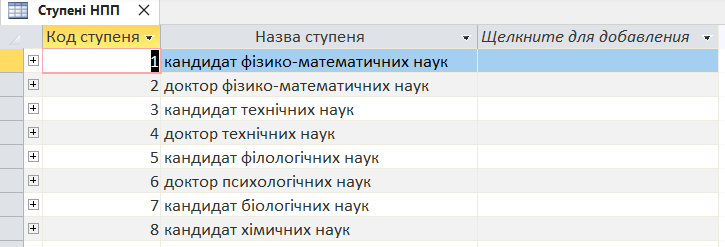 Ступені НПП
Код ступеня Назва ступеня Щелкните для добавления
1 кандидат фізико-математичних наук
2 доктор фізико-математичних наук
3 кандидат технічних наук
4 доктор технічних наук
5 кандидат філологічних наук
6 доктор психологічних наук
7 кандидат біологічних наук
8 кандидат хімічних наук